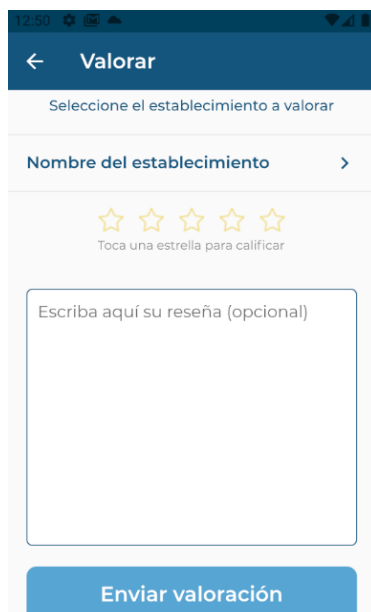 12:50
Valorar
Seleccione el establecimiento a valorar
Nombre del establecimiento
Toca una estrella para calificar
Escriba aquí su reseña (opcional)
Enviar valoración